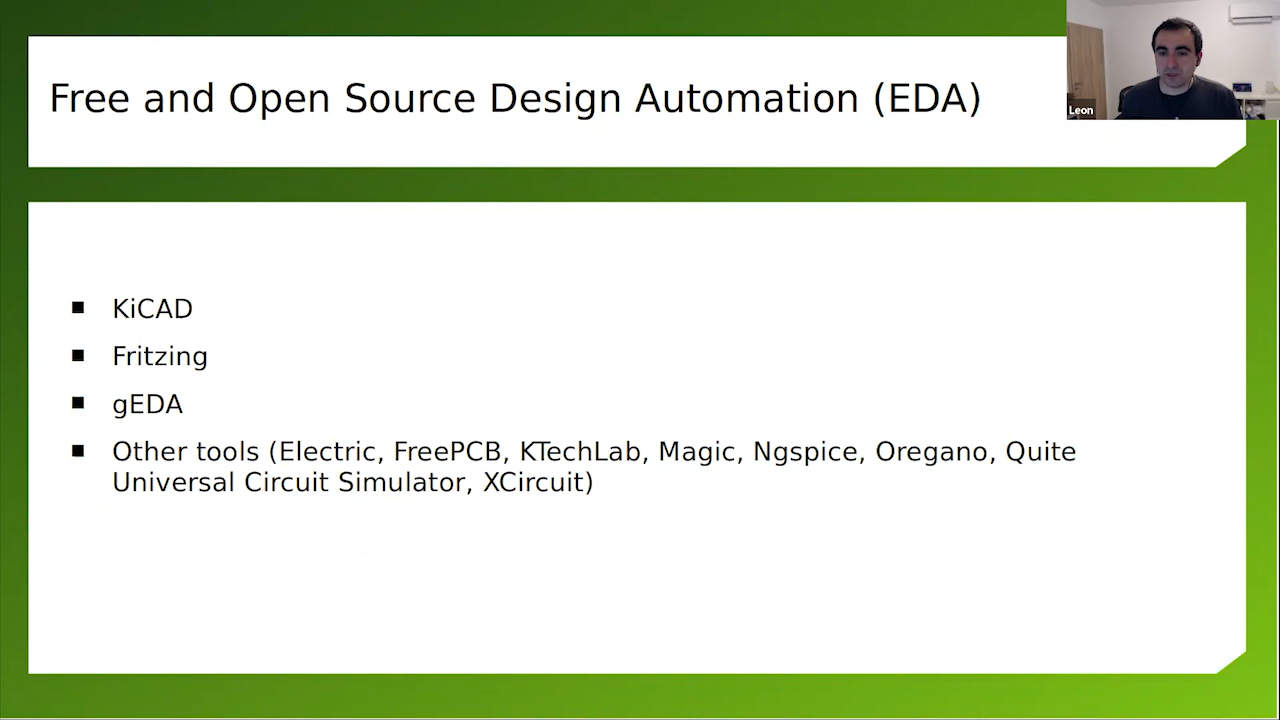 Free and Open Source Design Automation (EDA)
Leon
KiCAD
Fritzing
gEDA
Other tools (Electric, FreePCB, KTechLab, Magic, Ngspice, Oregano, Quite
Universal Circuit Simulator, XCircuit)